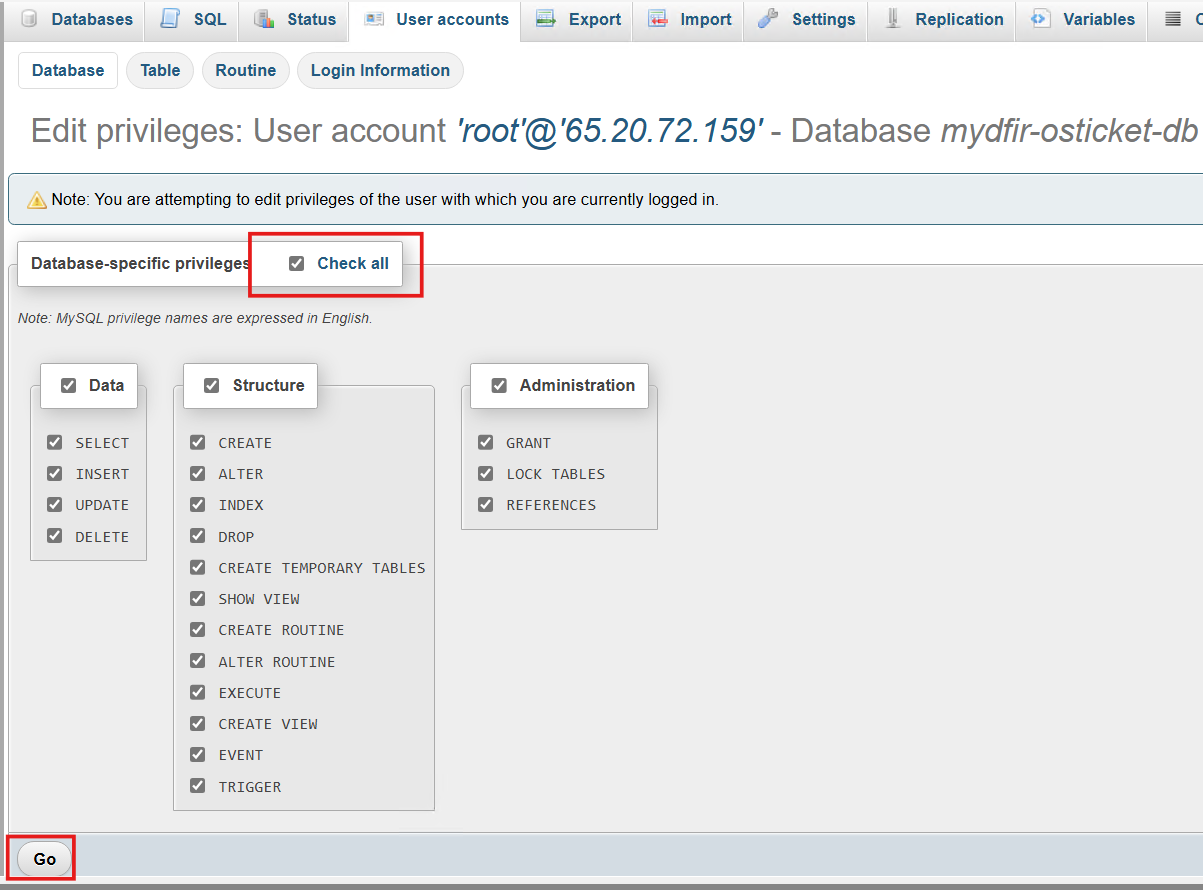 Databases SQL Status User accounts Export Import Settings Replication Variables
Database Table Routine Login Information
Edit privileges: User account 'root'@'65.20.72.159' - Database mydfir-osticket-db
Note: You are attempting to edit privileges of the user with which you are currently logged in.
Database-specific privileges Check all
Note: MySQL privilege names are expressed in English.
Data Structure Administration
SELECT CREATE GRANT
INSERT ALTER LOCK TABLES
UPDATE INDEX REFERENCES
DELETE DROP
CREATE TEMPORARY TABLES
SHOW VIEW
CREATE ROUTINE
ALTER ROUTINE
EXECUTE
CREATE VIEW
EVENT
TRIGGER
Go